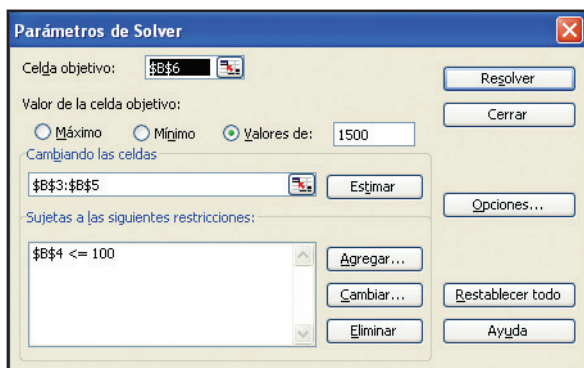 Parámetros de Solver
Celda objetivo: $B$6
Resolver
Valor de la celda objetivo:
Cerrar
Máximo Mínimo Valores de: 1500
Cambiando las celdas
$B$3:$B$5 Estimar
Opciones...
Sujetas a las siguientes restricciones:
$B$4 <= 100
Agregar...
Cambiar... Restablecer todo
Eliminar Ayuda